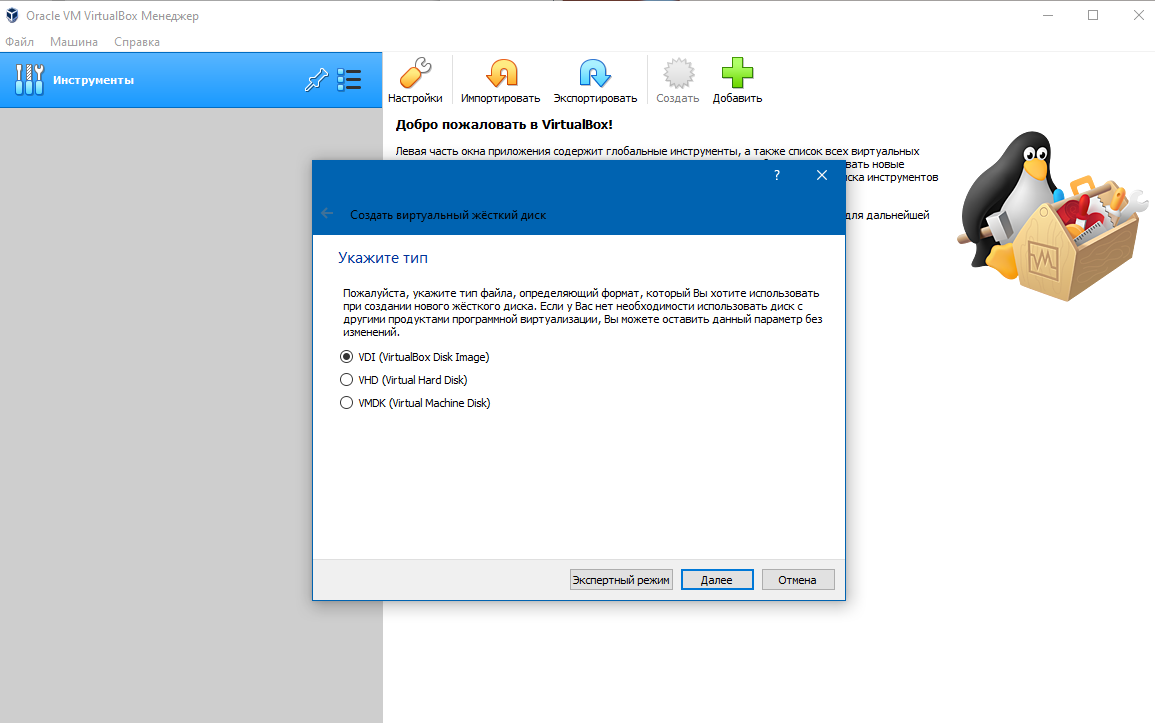 Oracle VM VirtualBox Менеджер
Файл Машина Справка
Инструменты
Настройки Импортировать Экспортировать Создать Добавить
Добро пожаловать в VirtualBox!
Левая часть окна приложения содержит глобальные инструменты, а также список всех виртуальных
новые
инструментов
для дальнейшей
?
Создать виртуальный жёсткий диск
Укажите тип
Пожалуйста, укажите тип файла, определяющий формат, который Вы хотите использовать
при создании нового жёсткого диска. Если у Вас нет необходимости использовать диск с
другими продуктами программной виртуализации, Вы можете оставить данный параметр без
изменений.
VDI (VirtualBox Disk Image)
VHD (Virtual Hard Disk)
VMDK (Virtual Machine Disk)
Экспертный режим Далее Отмена